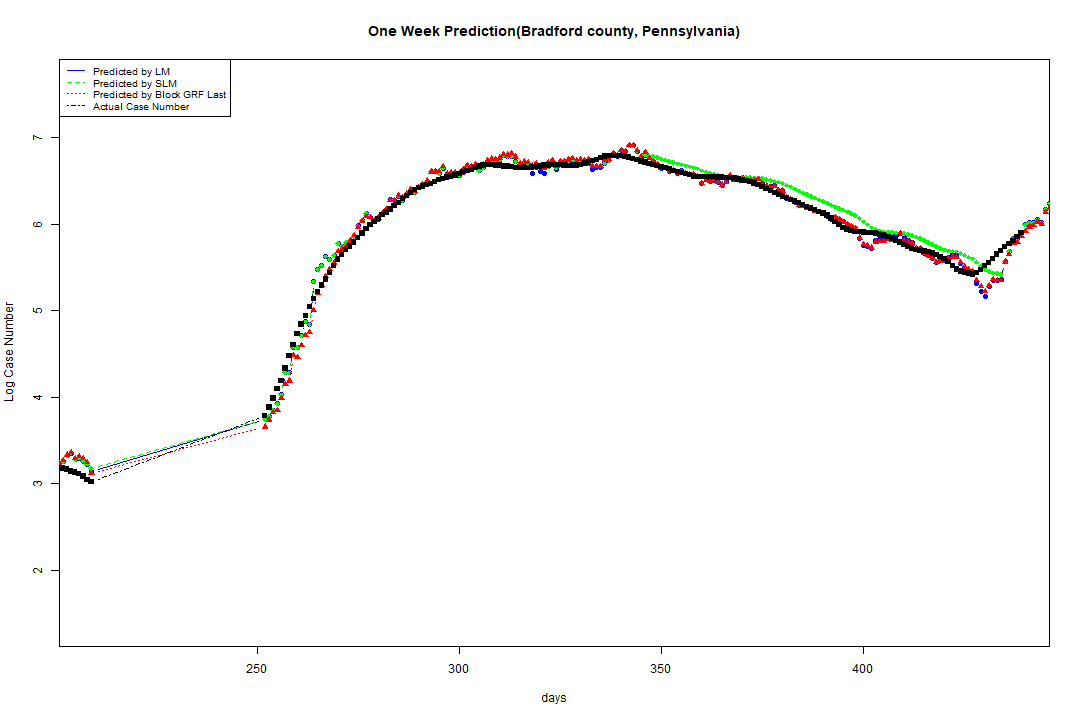 One Week Prediction(Bradford county, Pennsylvania)
Predicted by LM
Predicted by SLM
Predicted by Block GRF Last
Actual Case Number
7
6
5
4
3
2
Log Case Number
250 300 350 400
days